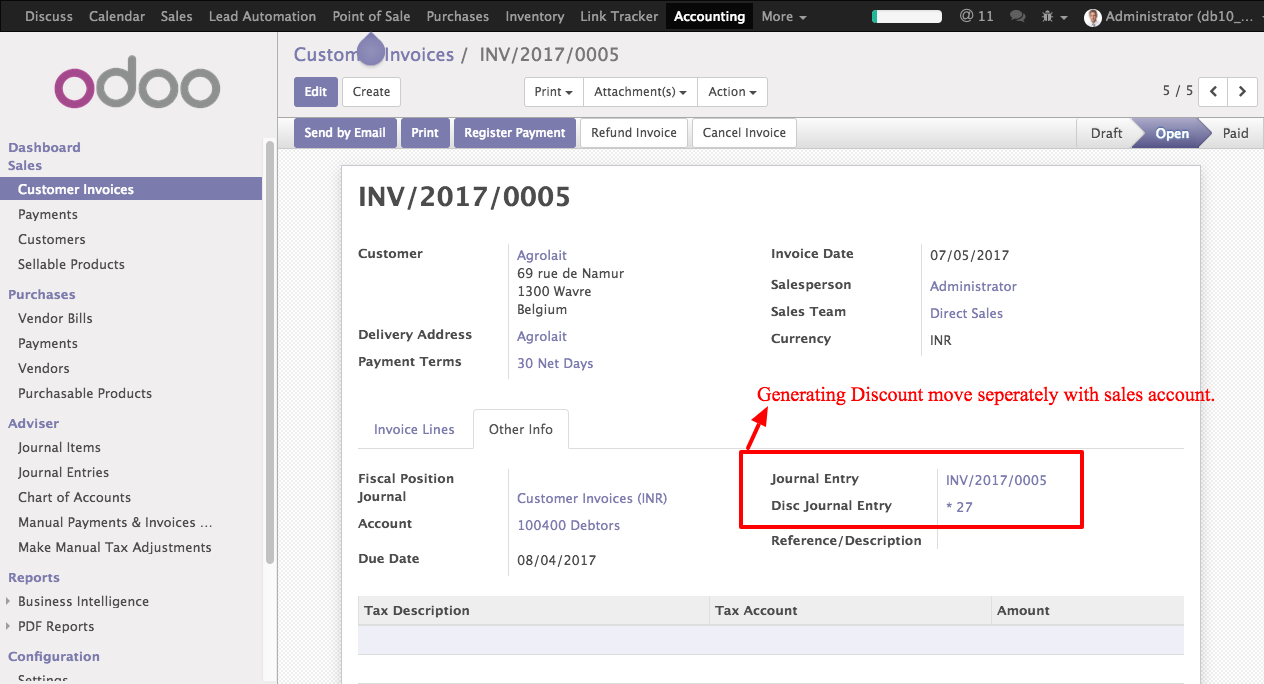 Discuss Calendar Sales Lead Automation Point of Sale Purchases Inventory Link Tracker Accounting More @ 11 Administrator (db10_...
odoo
Customer Invoices / INV/2017/0005
Edit Create Print Attachment(s) Action 5 / 5
Send by Email Print Register Payment Refund Invoice Cancel Invoice Draft Open Paid
Dashboard
Sales
Customer Invoices
Payments
Customers
Sellable Products
Purchases
Vendor Bills
Payments
Vendors
Purchasable Products
Adviser
Journal Items
Journal Entries
Chart of Accounts
Manual Payments & Invoices ...
Make Manual Tax Adjustments
Reports
Business Intelligence
PDF Reports
Configuration
Settings
INV/2017/0005
Customer Agrolait
69 rue de Namur
1300 Wavre
Belgium
Delivery Address Agrolait
Payment Terms 30 Net Days
Invoice Date 07/05/2017
Salesperson Administrator
Sales Team Direct Sales
Currency INR
Generating Discount move seperately with sales account.
Invoice Lines Other Info
Fiscal Position
Journal Customer Invoices (INR)
Account 100400 Debtors
Due Date 08/04/2017
Journal Entry INV/2017/0005
Disc Journal Entry * 27
Reference/Description
Tax Description Tax Account Amount